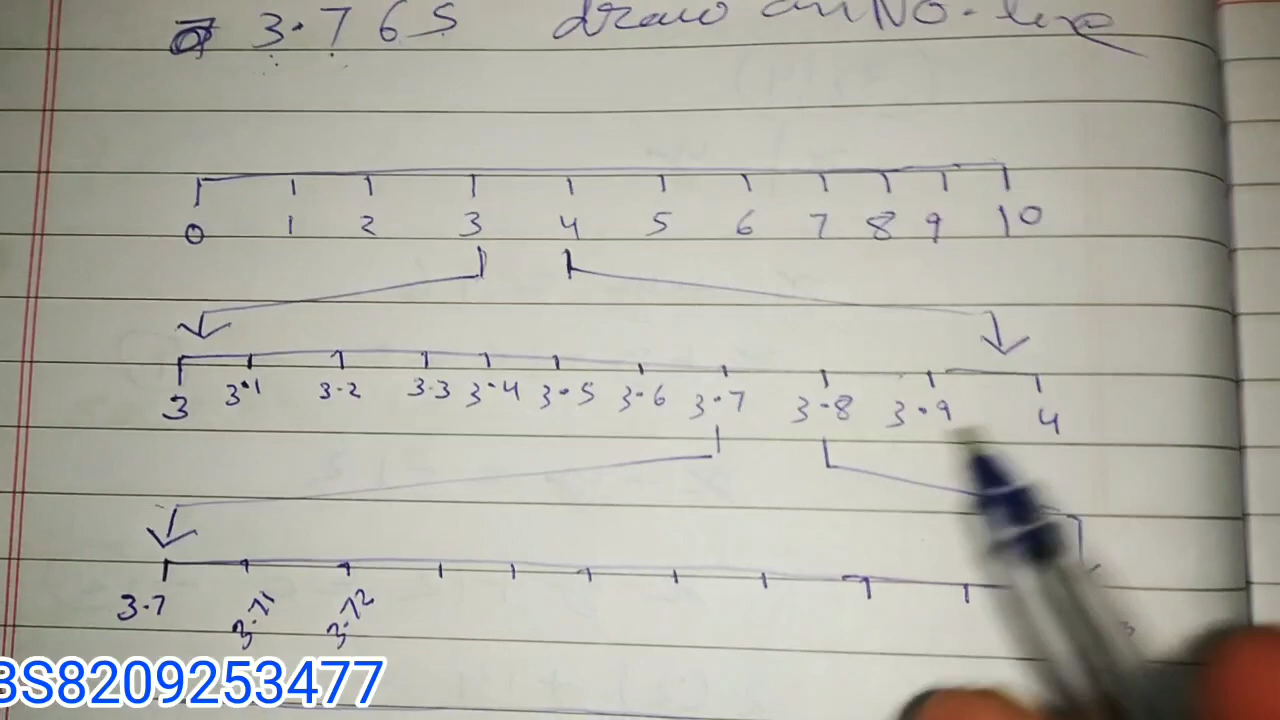 3.765 draw on NO. line
0 1 2 3 4 5 6 7 8 9 10
3 3.1 3.2 3.3 3.4 3.5 3.6 3.7 3.8 3.9 4
3.7 3.71 3.72
BS8209253477